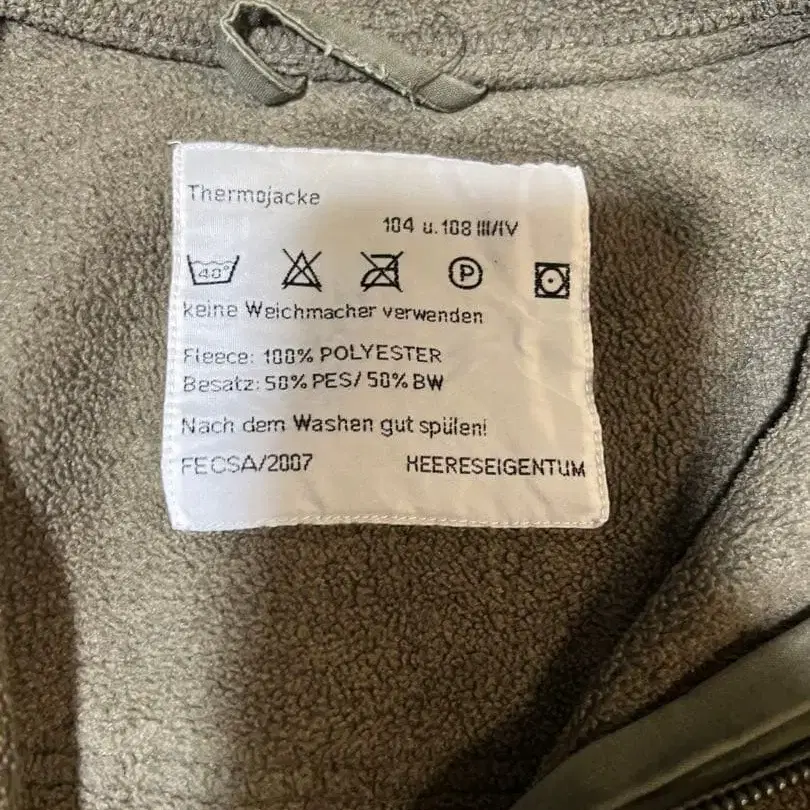 Thermojacke
104 u.108 III/IV
40°
P
keine Weichmacher verwenden
Fleece: 100% POLYESTER
Besatz: 50% PES/ 50% BW
Nach dem Washen gut spülen!
FECSA/2007 HEERESEIGENTUM